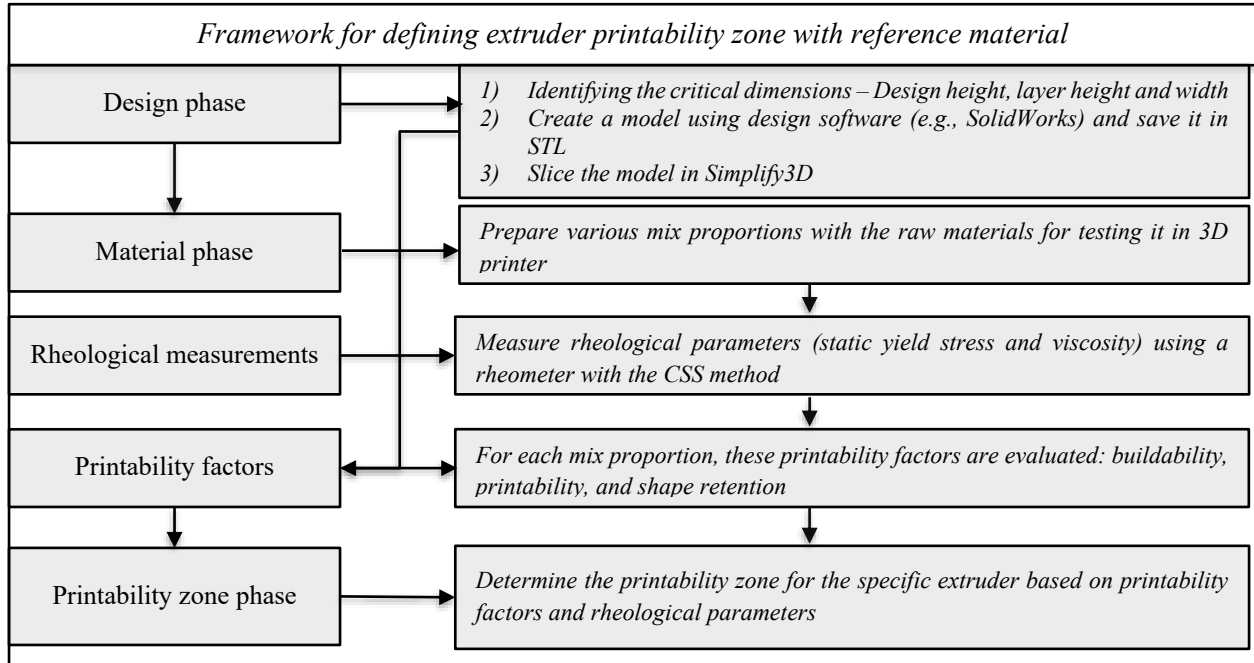 Framework for defining extruder printability zone with reference material
Design phase
1) Identifying the critical dimensions – Design height, layer height and width
2) Create a model using design software (e.g., SolidWorks) and save it in
STL
3) Slice the model in Simplify3D
Material phase
Prepare various mix proportions with the raw materials for testing it in 3D
printer
Rheological measurements
Measure rheological parameters (static yield stress and viscosity) using a
rheometer with the CSS method
Printability factors
For each mix proportion, these printability factors are evaluated: buildability,
printability, and shape retention
Printability zone phase
Determine the printability zone for the specific extruder based on printability
factors and rheological parameters